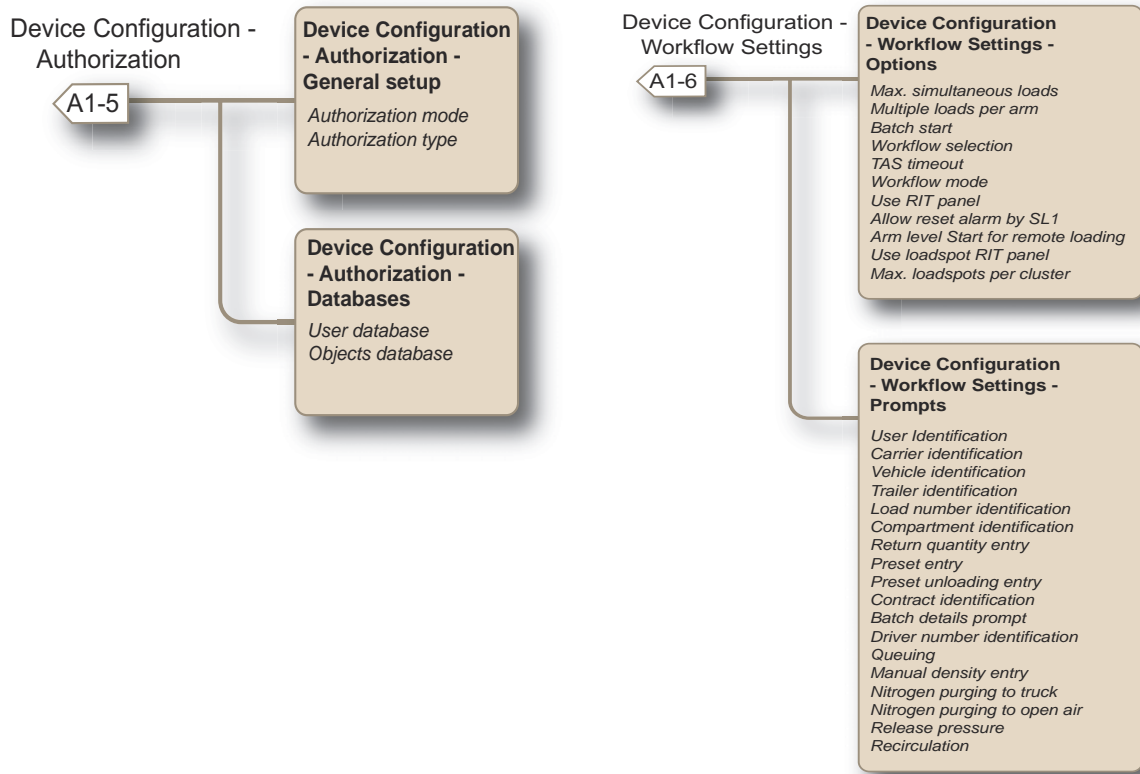 Device Configuration -
Authorization
A1-5
Device Configuration
- Authorization -
General setup
Authorization mode
Authorization type
Device Configuration
- Authorization -
Databases
User database
Objects database
Device Configuration -
Workflow Settings
A1-6
Device Configuration
- Workflow Settings -
Options
Max. simultaneous loads
Multiple loads per arm
Batch start
Workflow selection
TAS timeout
Workflow mode
Use RIT panel
Allow reset alarm by SL1
Arm level Start for remote loading
Use loadspot RIT panel
Max. loadspots per cluster
Device Configuration
- Workflow Settings -
Prompts
User Identification
Carrier identification
Vehicle identification
Trailer identification
Load number identification
Compartment identification
Return quantity entry
Preset entry
Preset unloading entry
Contract identification
Batch details prompt
Driver number identification
Queuing
Manual density entry
Nitrogen purging to truck
Nitrogen purging to open air
Release pressure
Recirculation